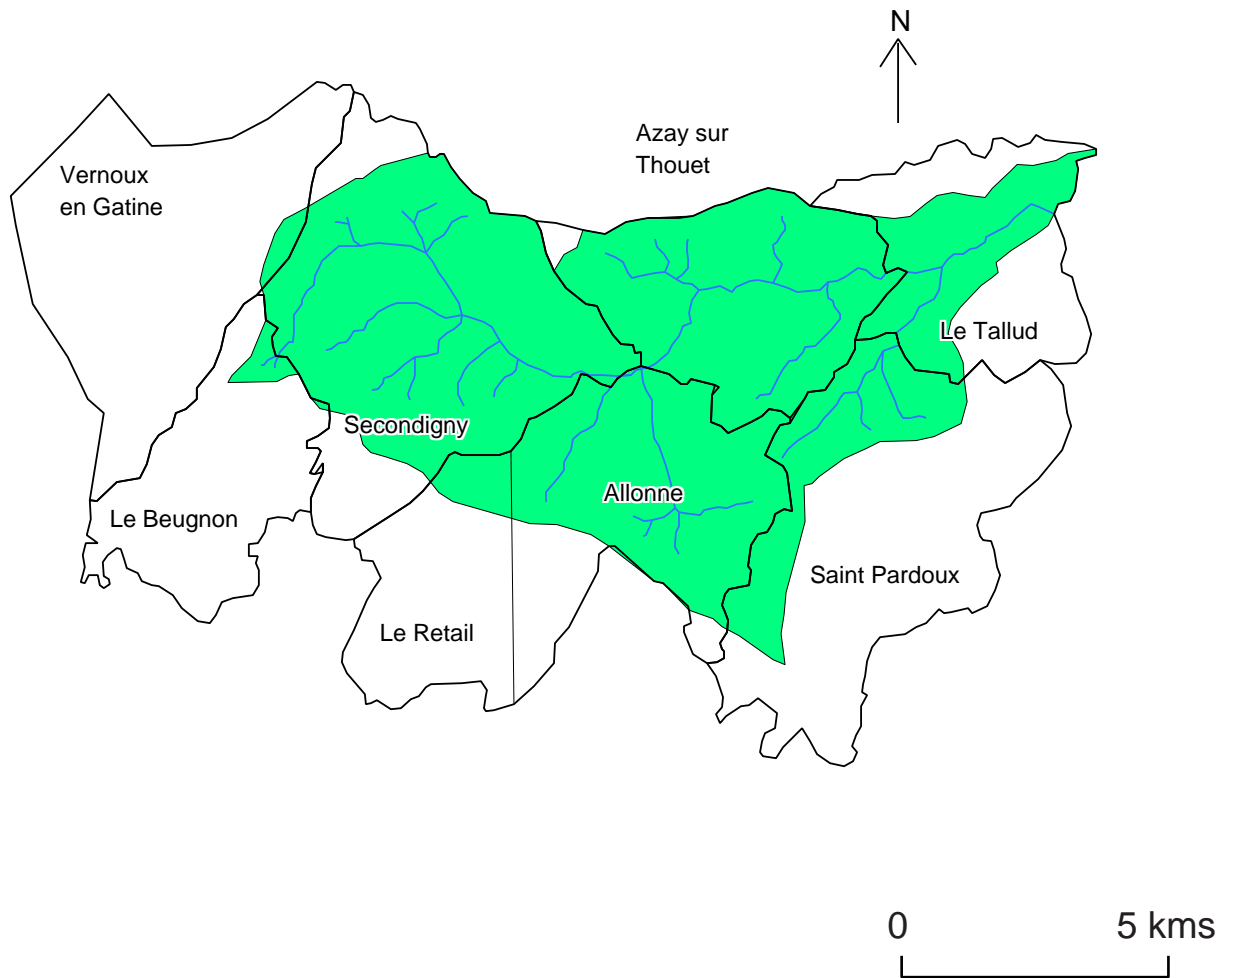 N
Azay sur
Thouet
Vernoux
en Gatine
Le Tallud
Secondigny
Allonne
Le Beugnon
Saint Pardoux
Le Retail
0 5 kms